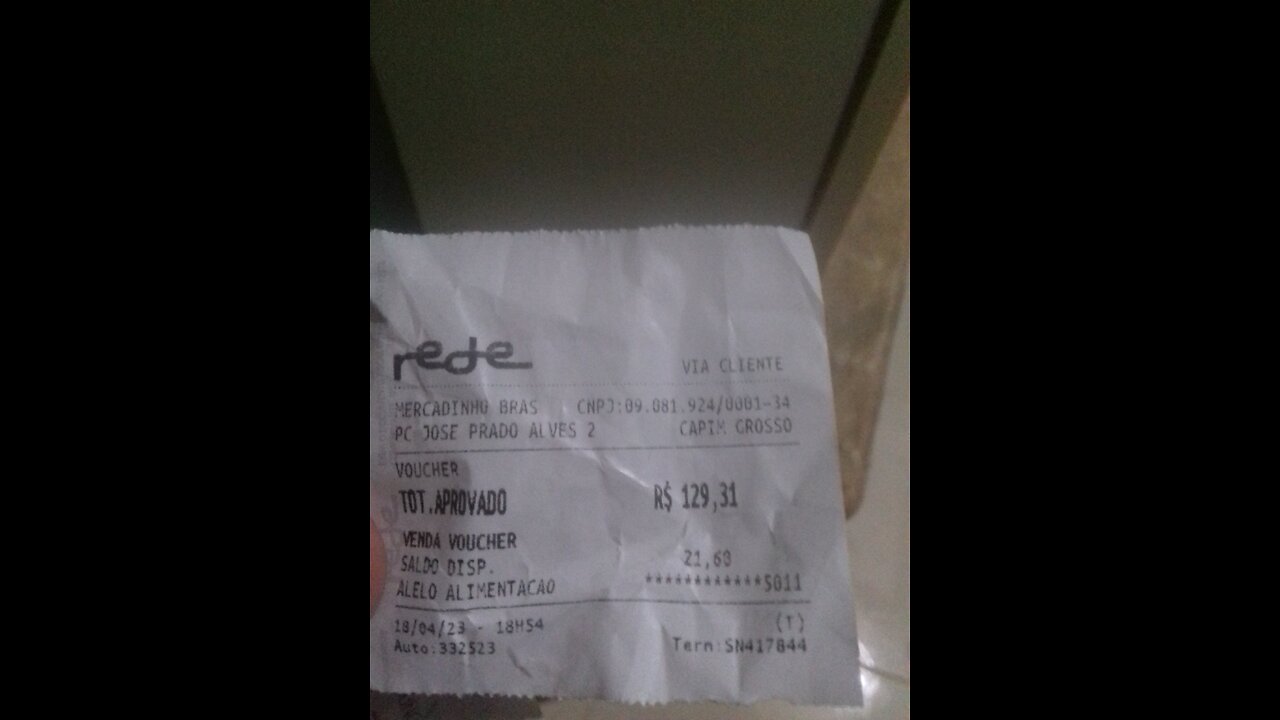 rede
VIA CLIENTE
MERCADINHO BRAS CNPJ:09.081.924/0001-34
PC JOSE PRADO ALVES 2 CAPIM GROSSO
VOUCHER
TOT.APROVADO R$ 129,31
VENDA VOUCHER
SALDO DISP. 21,60
ALELO ALIMENTACAO ************5011
18/04/23 - 18H54 (T)
Auto:332523 Term:SN417844